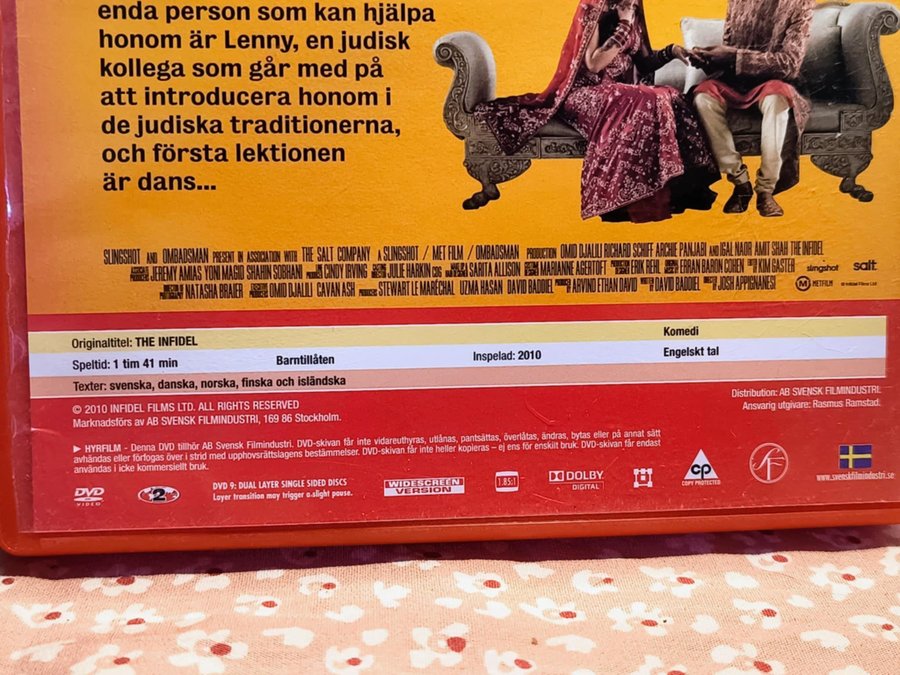 enda person som kan hjälpa
honom är Lenny, en judisk
kollega som går med på
att introducera honom i
de judiska traditionerna,
och första lektionen
är dans...
SLINGSHOT AND OMBADSMAN PRESENT IN ASSOCIATION WITH THE SALT COMPANY A SLINGSHOT / MET FILM / OMBADSMAN PRODUCTION OMID DJALILI RICHARD SCHIFF ARCHIE PANJABI AND IGAL NAOR AMIT SHAH THE INFIDEL
JEREMY AMIAS YONI MAGID SHAHIN SOBHANI CINDY IRVING JULIE HARKIN CDG SARITA ALLISON MARIANNE AGERTOFT ERIK REHL ERRAN BARON COHEN KIM GASTER slingshot salt
DIRECTOR OF PHOTOGRAPHY NATASHA BRAIER OMID DJALILI CAVAN ASH STEWART LE MARÉCHAL UZMA HASAN DAVID BADDIEL ARVIND ETHAN DAVID DAVID BADDIEL JOSH APPIGNANESI M METFILM © Infidel Films Ltd
Originaltitel: THE INFIDEL Komedi
Speltid: 1 tim 41 min Barntillåten Inspelad: 2010 Engelskt tal
Texter: svenska, danska, norska, finska och isländska
© 2010 INFIDEL FILMS LTD. ALL RIGHTS RESERVED Distribution: AB SVENSK FILMINDUSTRI.
Marknadsförs av AB SVENSK FILMINDUSTRI, 169 86 Stockholm. Ansvarig utgivare: Rasmus Ramstad.
► HYRFILM - Denna DVD tillhör AB Svensk Filmindustri. DVD-skivan får inte vidareuthyras, utlånas, pantsättas, överlåtas, ändras, bytas eller på annat sätt
avhändas eller förfogas över i strid med upphovsrättslagens bestämmelser. DVD-skivan får inte heller kopieras – ej ens för enskilt bruk. DVD-skivan får endast
användas i icke kommersiellt bruk.
DVD VIDEO 2 DVD 9: DUAL LAYER SINGLE SIDED DISCS WIDESCREEN 1.85:1 DOLBY cp SF
Layer transition may trigger a slight pause. VERSION DIGITAL COPY PROTECTED www.svenskfilmindustri.se